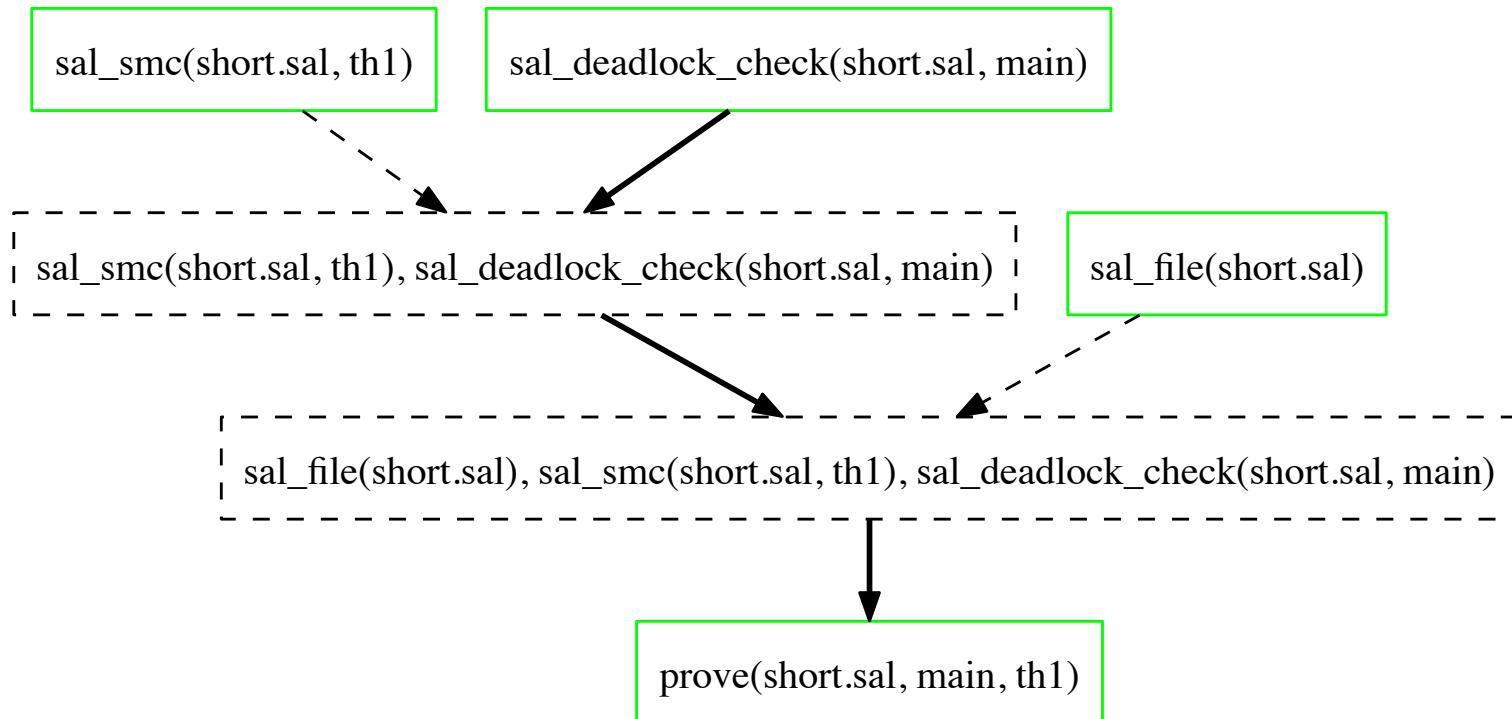 sal_smc(short.sal, th1)
sal_deadlock_check(short.sal, main)
sal_smc(short.sal, th1), sal_deadlock_check(short.sal, main)
sal_file(short.sal)
sal_file(short.sal), sal_smc(short.sal, th1), sal_deadlock_check(short.sal, main)
prove(short.sal, main, th1)